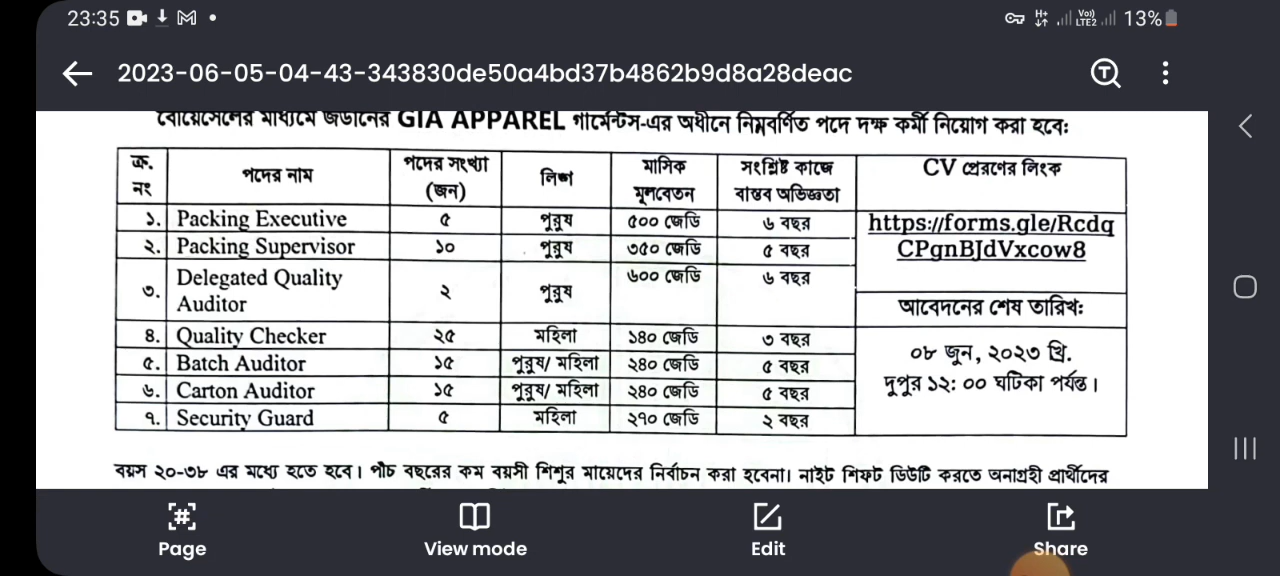 23:35
H+ Vo)) LTE2 13%
2023-06-05-04-43-343830de50a4bd37b4862b9d8a28deac
বোয়েসেলের মাধ্যমে জর্ডানের GIA APPAREL গার্মেন্টস-এর অধীনে নিম্নবর্ণিত পদে দক্ষ কর্মী নিয়োগ করা হবে:
ক্র. নং পদের নাম পদের সংখ্যা (জন) লিঙ্গ মাসিক মূলবেতন সংশ্লিষ্ট কাজে বাস্তব অভিজ্ঞতা CV প্রেরণের লিংক
১. Packing Executive ৫ পুরুষ ৫০০ জেডি ৬ বছর https://forms.gle/Rcdq
২. Packing Supervisor ১০ পুরুষ ৩৫০ জেডি ৫ বছর CPgnBJdVxcow8
৩. Delegated Quality Auditor ২ পুরুষ ৬০০ জেডি ৬ বছর
আবেদনের শেষ তারিখ:
৪. Quality Checker ২৫ মহিলা ১৪০ জেডি ৩ বছর
০৮ জুন, ২০২৩ খ্রি.
৫. Batch Auditor ১৫ পুরুষ/ মহিলা ২৪০ জেডি ৫ বছর
দুপুর ১২: ০০ ঘটিকা পর্যন্ত।
৬. Carton Auditor ১৫ পুরুষ/ মহিলা ২৪০ জেডি ৫ বছর
৭. Security Guard ৫ মহিলা ২৭০ জেডি ২ বছর
বয়স ২০-৩৮ এর মধ্যে হতে হবে। পাঁচ বছরের কম বয়সী শিশুর মায়েদের নির্বাচন করা হবেনা। নাইট শিফট ডিউটি করতে অনাগ্রহী প্রার্থীদের
Page View mode Edit Share